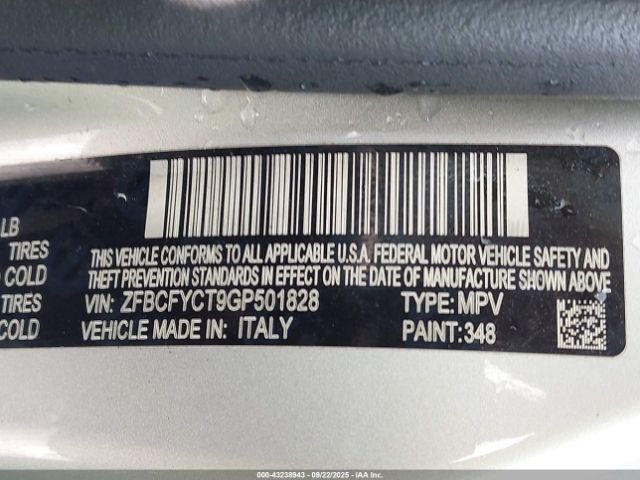 LB
TIRES
COLD
TIRES
COLD
THIS VEHICLE CONFORMS TO ALL APPLICABLE U.S.A. FEDERAL MOTOR VEHICLE SAFETY AND
THEFT PREVENTION STANDARDS IN EFFECT ON THE DATE OF MANUFACTURE SHOWN ABOVE
VIN: ZFBCFYCT9GP501828 TYPE: MPV
VEHICLE MADE IN: ITALY PAINT:348
000-43238943 - 09/22/2025 - IAA Inc.